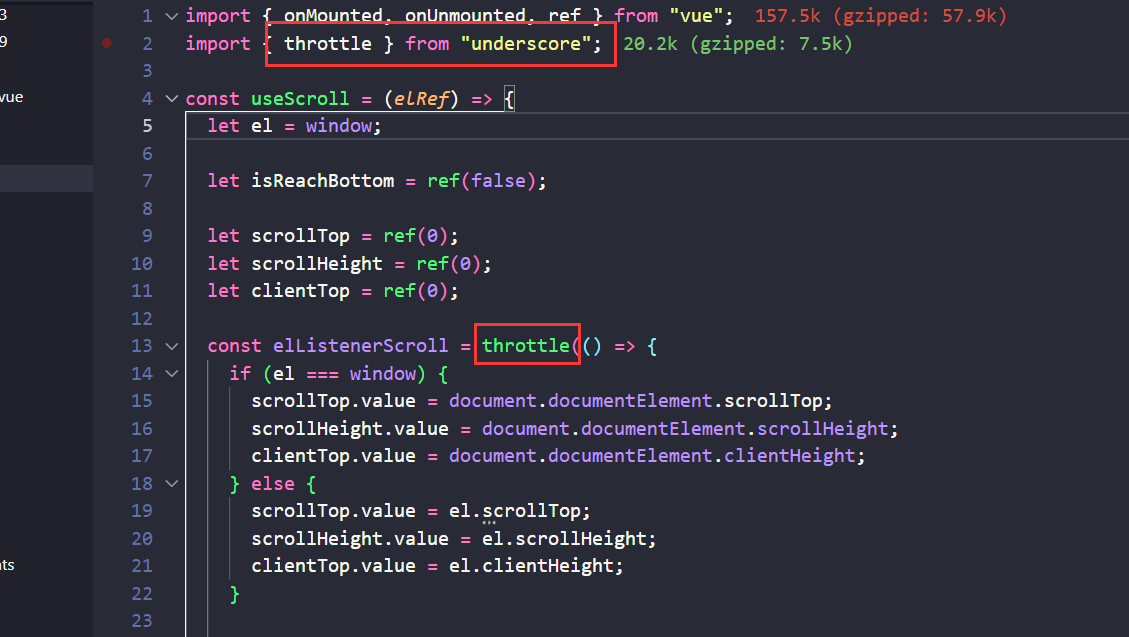 3
9
vue
nts
1 import { onMounted, onUnmounted, ref } from "vue"; 157.5k (gzipped: 57.9k)
2 import { throttle } from "underscore"; 20.2k (gzipped: 7.5k)
3
4 const useScroll = (elRef) => {
5 let el = window;
6
7 let isReachBottom = ref(false);
8
9 let scrollTop = ref(0);
10 let scrollHeight = ref(0);
11 let clientTop = ref(0);
12
13 const elListenerScroll = throttle(() => {
14 if (el === window) {
15 scrollTop.value = document.documentElement.scrollTop;
16 scrollHeight.value = document.documentElement.scrollHeight;
17 clientTop.value = document.documentElement.clientHeight;
18 } else {
19 scrollTop.value = el.scrollTop;
20 scrollHeight.value = el.scrollHeight;
21 clientTop.value = el.clientHeight;
22 }
23